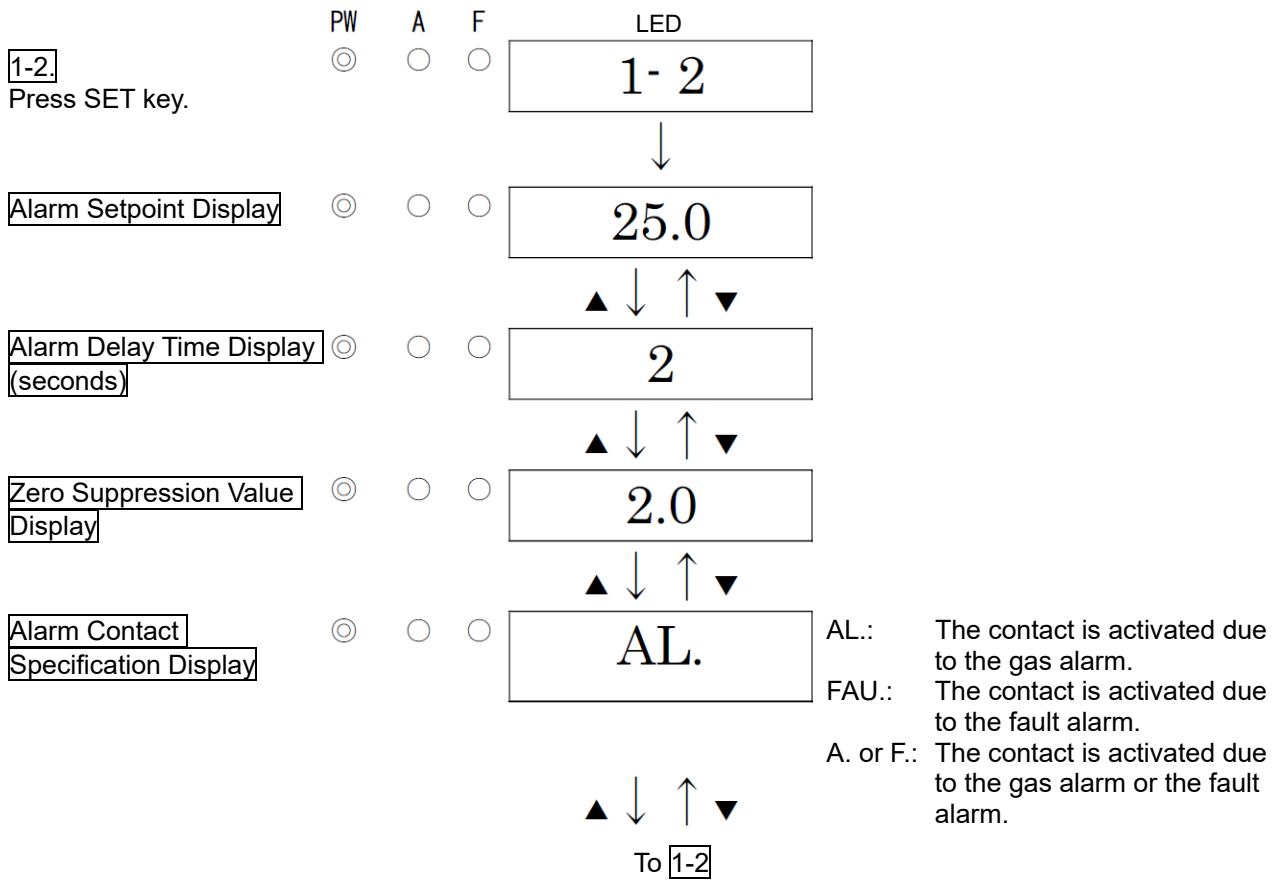 PW A F LED
1-2.
Press SET key.
1- 2
↓
Alarm Setpoint Display
25.0
▲ ↓ ↑ ▼
Alarm Delay Time Display
(seconds)
2
▲ ↓ ↑ ▼
Zero Suppression Value
Display
2.0
▲ ↓ ↑ ▼
Alarm Contact
Specification Display
AL.
AL.: The contact is activated due
to the gas alarm.
FAU.: The contact is activated due
to the fault alarm.
A. or F.: The contact is activated due
to the gas alarm or the fault
alarm.
▲ ↓ ↑ ▼
To 1-2